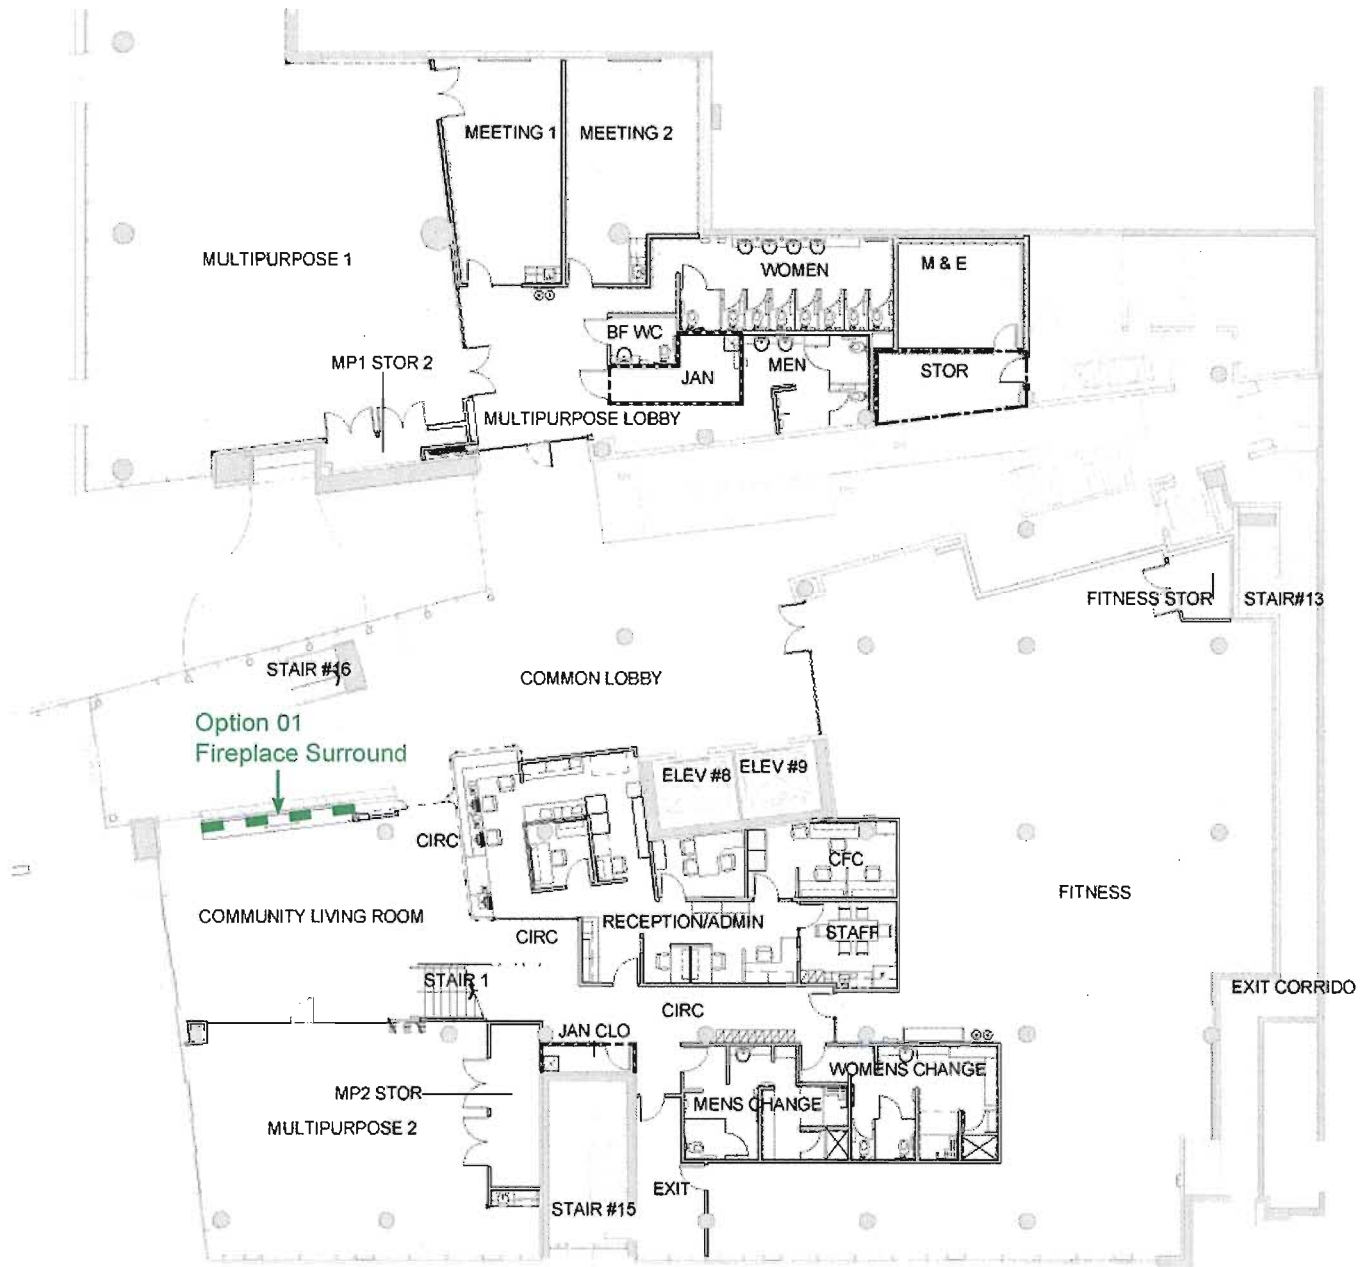 MEETING 1
MEETING 2
MULTIPURPOSE 1
WOMEN
M & E
BF WC
MP1 STOR 2
JAN
MEN
STOR
MULTIPURPOSE LOBBY
FITNESS STOR
STAIR#13
STAIR #16
COMMON LOBBY
Option 01
Fireplace Surround
ELEV #8
ELEV #9
CIRC
CFC
FITNESS
COMMUNITY LIVING ROOM
RECEPTION/ADMIN
CIRC
STAFF
STAIR 1
EXIT CORRIDO
CIRC
JAN CLO
WOMENS CHANGE
MP2 STOR
MENS CHANGE
MULTIPURPOSE 2
EXIT
STAIR #15